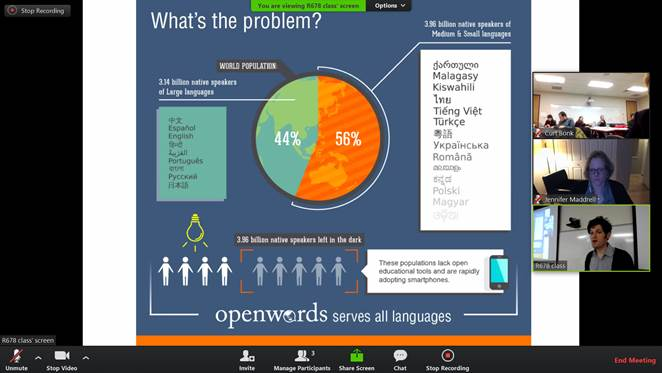 Stop Recording
You are viewing R678 class' screen
Options
What's the problem?
3.96 billion native speakers of
Medium & Small languages
WORLD POPULATION
3.14 billion native speakers
of Large languages
中文
Español
English
हिन्दी
العربية
Português
বাংলা
Русский
日本語
44%
56%
ქართული
Malagasy
Kiswahili
ไทย
Tiếng Việt
Türkçe
粵語
Українська
Română
മലയാളം
ಕನ್ನಡ
Polski
Magyar
ଓଡ଼ିଆ
3.96 billion native speakers left in the dark
These populations lack open
educational tools and are rapidly
adopting smartphones.
openwords serves all languages
Curt Bonk
Jennifer Maddrell
R678 class
R678 class' screen
Unmute
Stop Video
Invite
3
Manage Participants
Share Screen
Chat
Stop Recording
End Meeting